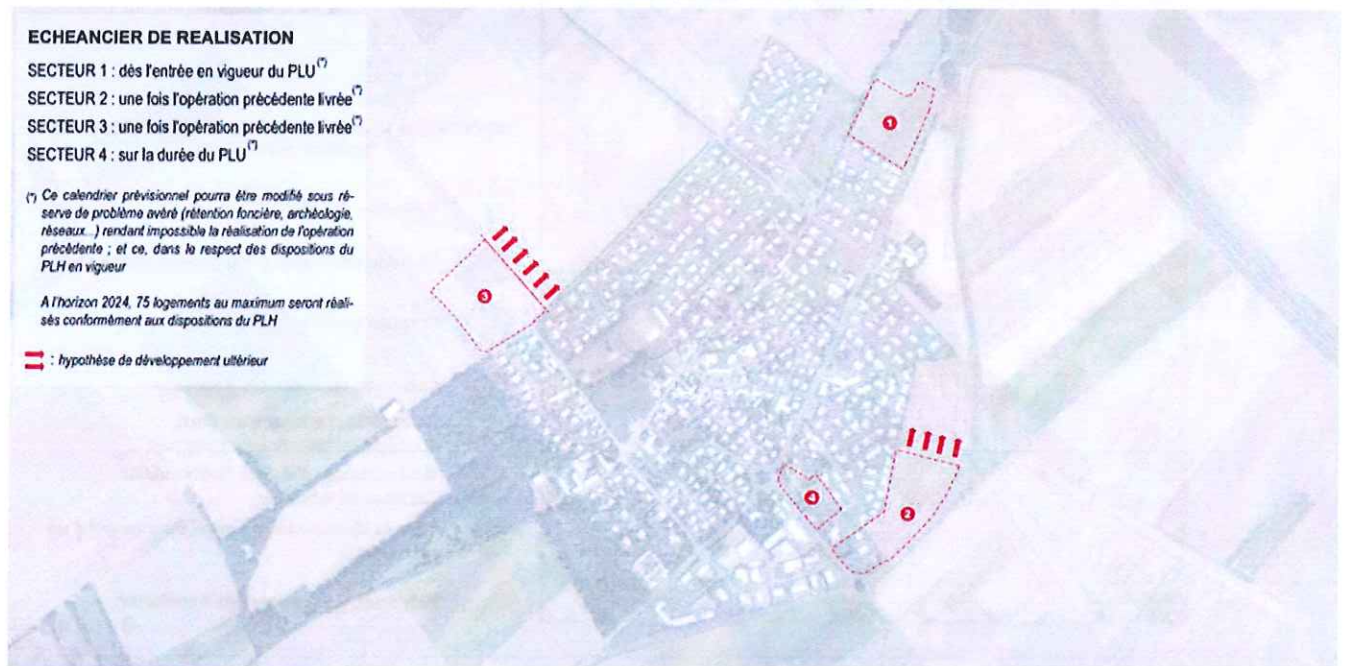 ECHEANCIER DE REALISATION
SECTEUR 1 : dès l'entrée en vigueur du PLU(*)
SECTEUR 2 : une fois l'opération précédente livrée(*)
SECTEUR 3 : une fois l'opération précédente livrée(*)
SECTEUR 4 : sur la durée du PLU(*)
(*) Ce calendrier prévisionnel pourra être modifié sous ré-
serve de problème avéré (rétention foncière, archéologie,
réseaux...) rendant impossible la réalisation de l'opération
précédente ; et ce, dans le respect des dispositions du
PLH en vigueur
A l'horizon 2024, 75 logements au maximum seront réali-
sés conformément aux dispositions du PLH
: hypothèse de développement ultérieur
1
3
4
2